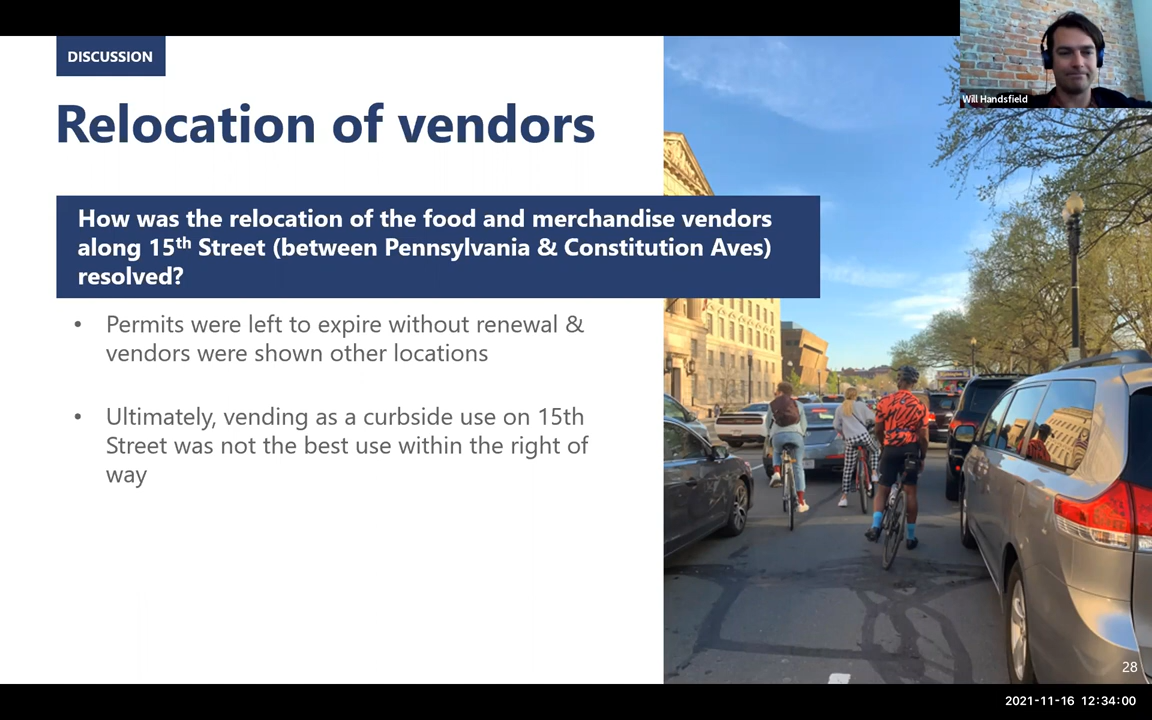 DISCUSSION
Will Handsfield
Relocation of vendors
How was the relocation of the food and merchandise vendors
along 15th Street (between Pennsylvania & Constitution Aves)
resolved?
• Permits were left to expire without renewal &
vendors were shown other locations
• Ultimately, vending as a curbside use on 15th
Street was not the best use within the right of
way
28
2021-11-16 12:34:00